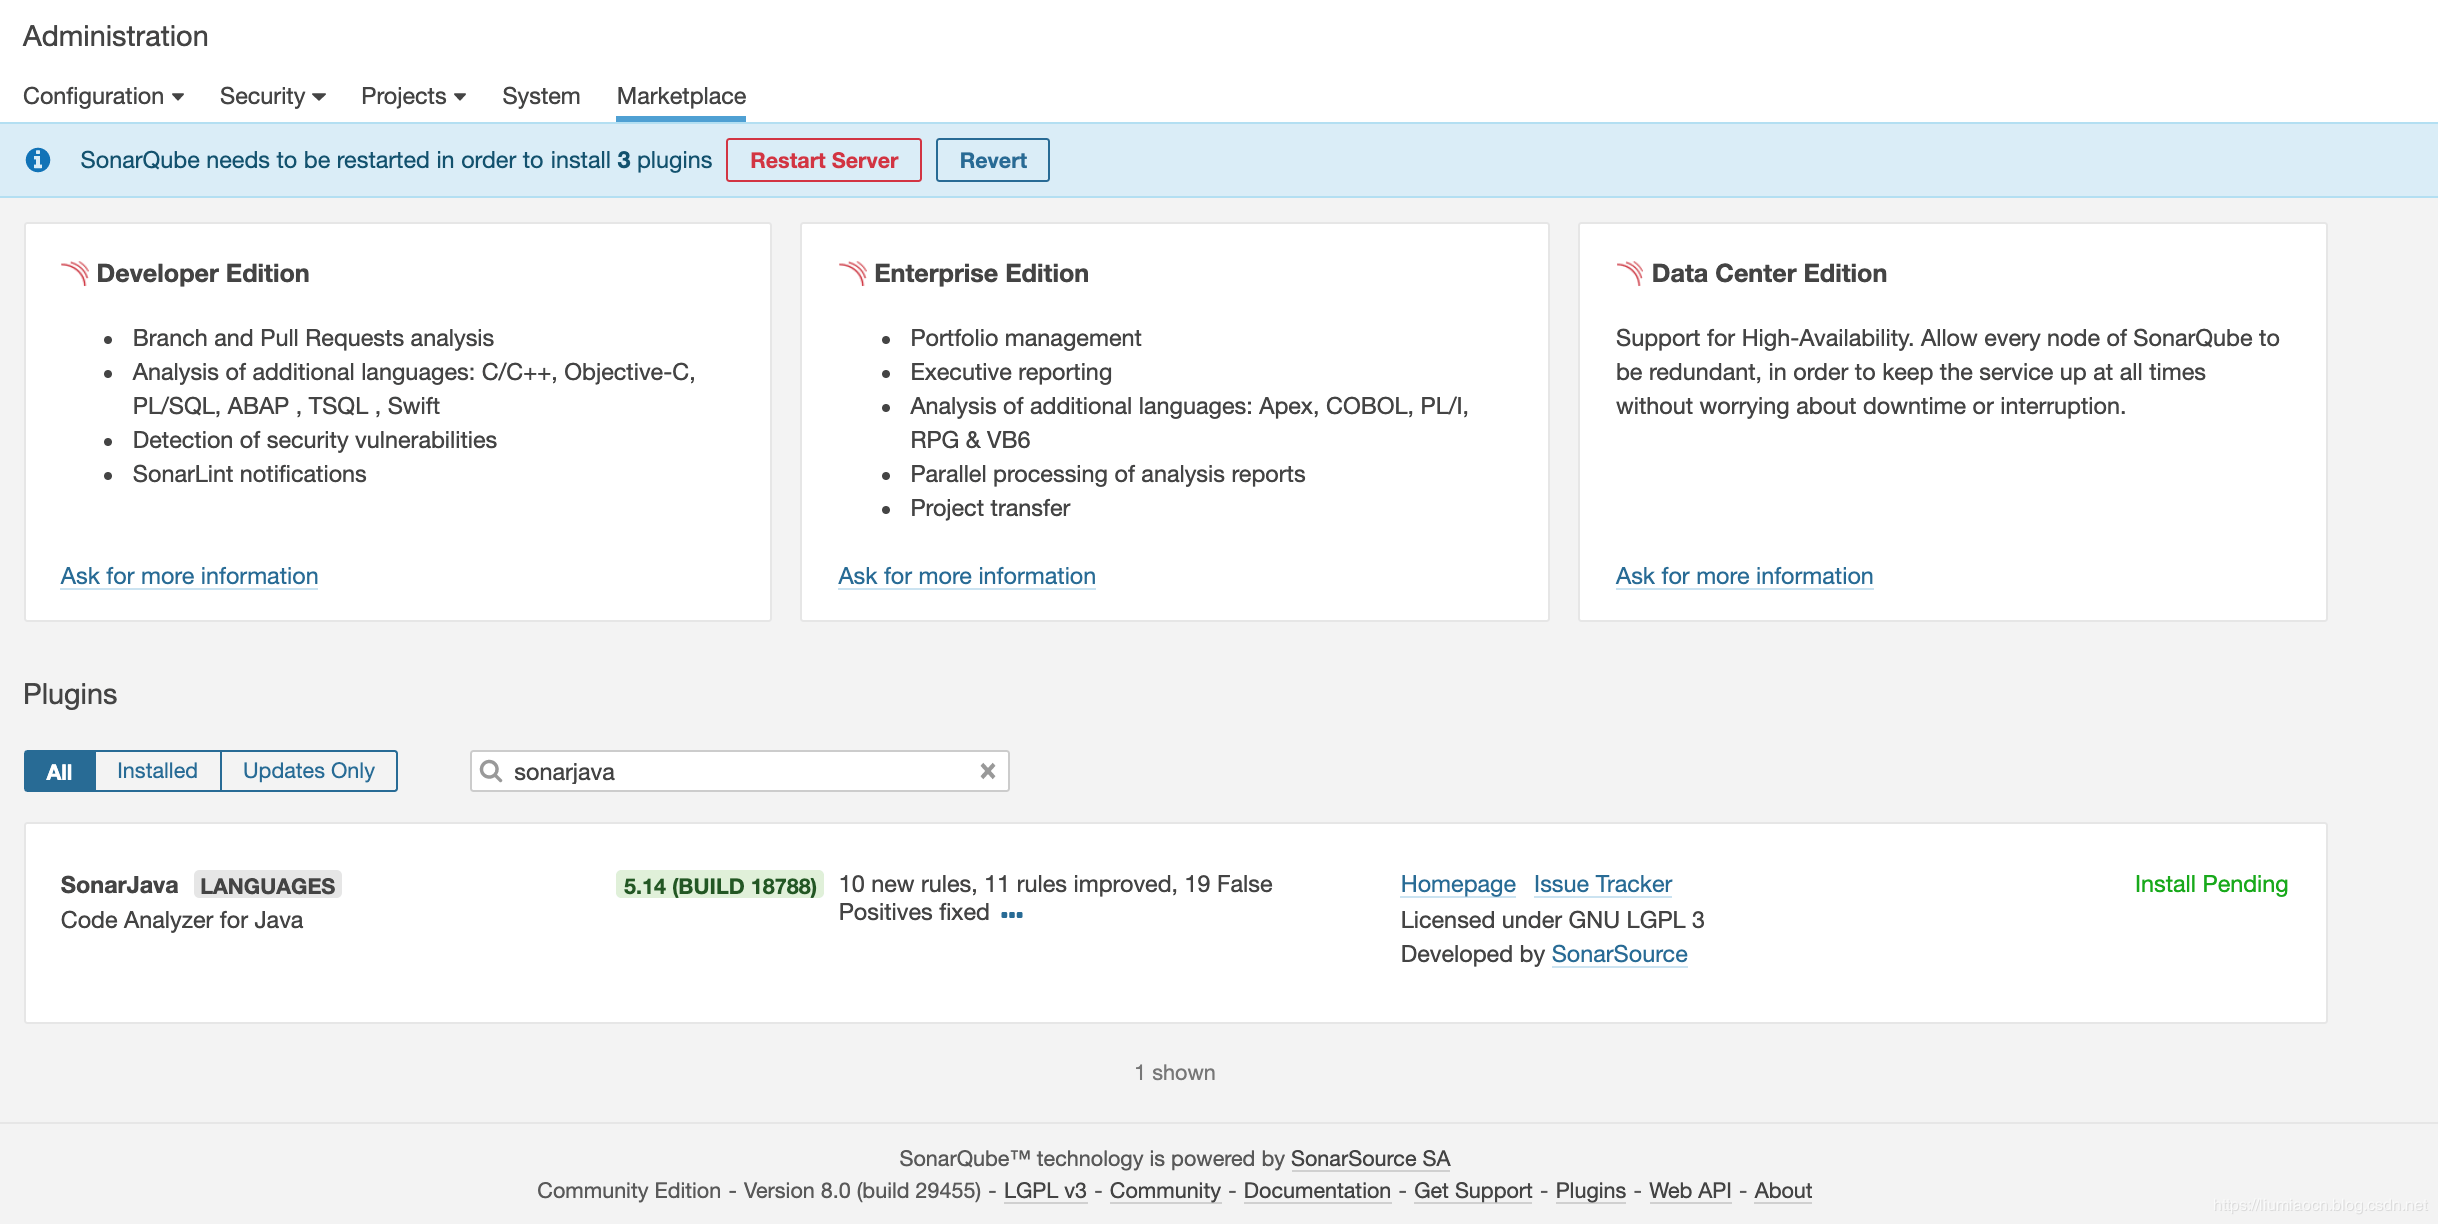 Administration
Configuration Security Projects System Marketplace
SonarQube needs to be restarted in order to install 3 plugins Restart Server Revert
Developer Edition
Branch and Pull Requests analysis
Analysis of additional languages: C/C++, Objective-C,
PL/SQL, ABAP , TSQL , Swift
Detection of security vulnerabilities
SonarLint notifications
Ask for more information
Enterprise Edition
Portfolio management
Executive reporting
Analysis of additional languages: Apex, COBOL, PL/I,
RPG & VB6
Parallel processing of analysis reports
Project transfer
Ask for more information
Data Center Edition
Support for High-Availability. Allow every node of SonarQube to
be redundant, in order to keep the service up at all times
without worrying about downtime or interruption.
Ask for more information
Plugins
All Installed Updates Only sonarjava
SonarJava LANGUAGES
Code Analyzer for Java
5.14 (BUILD 18788)
10 new rules, 11 rules improved, 19 False
Positives fixed
Homepage Issue Tracker
Licensed under GNU LGPL 3
Developed by SonarSource
Install Pending
1 shown
SonarQube™ technology is powered by SonarSource SA
Community Edition - Version 8.0 (build 29455) - LGPL v3 - Community - Documentation - Get Support - Plugins - Web API - About
https://liumiaocn.blog.csdn.net